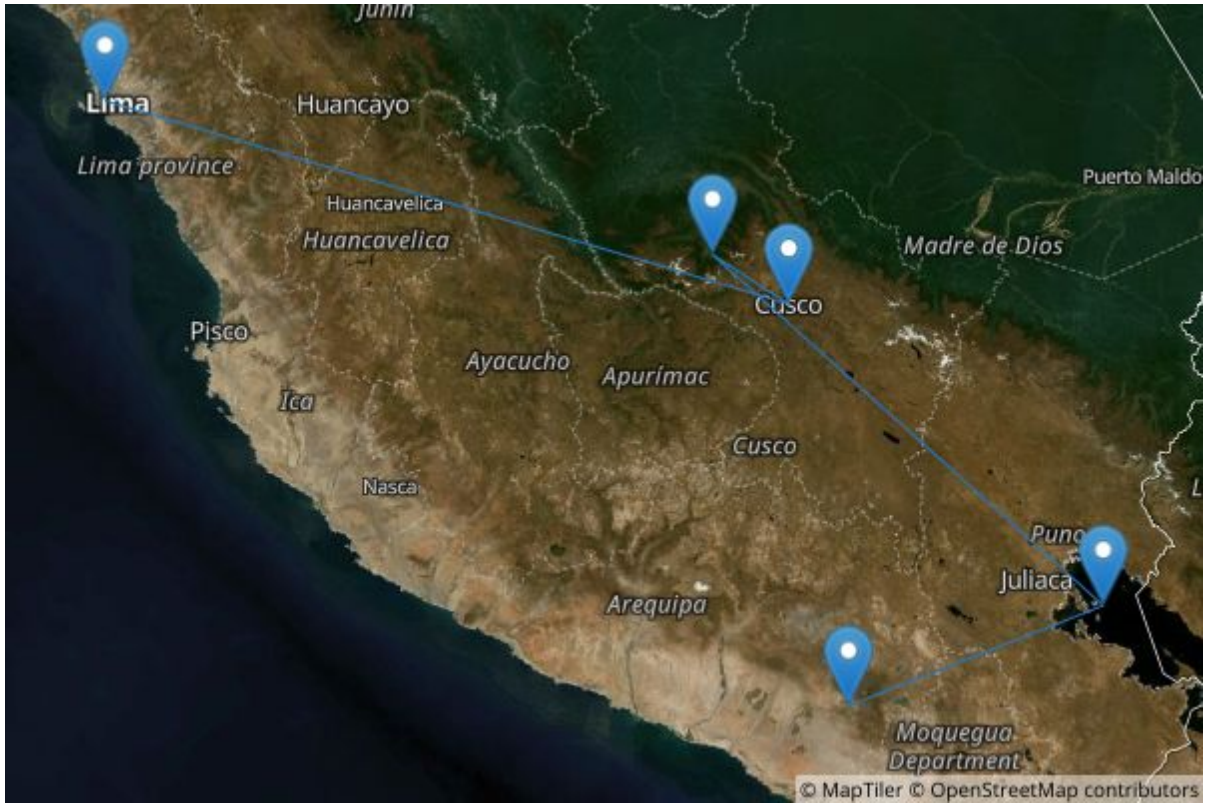 Junín
Lima
Huancayo
Lima province
Puerto Maldo
Huancavelica
Huancavelica
Madre de Dios
Cusco
Pisco
Ayacucho
Apurímac
Ica
Cusco
Nasca
L
Puno
Juliaca
Arequipa
Moquegua
Department
© MapTiler © OpenStreetMap contributors